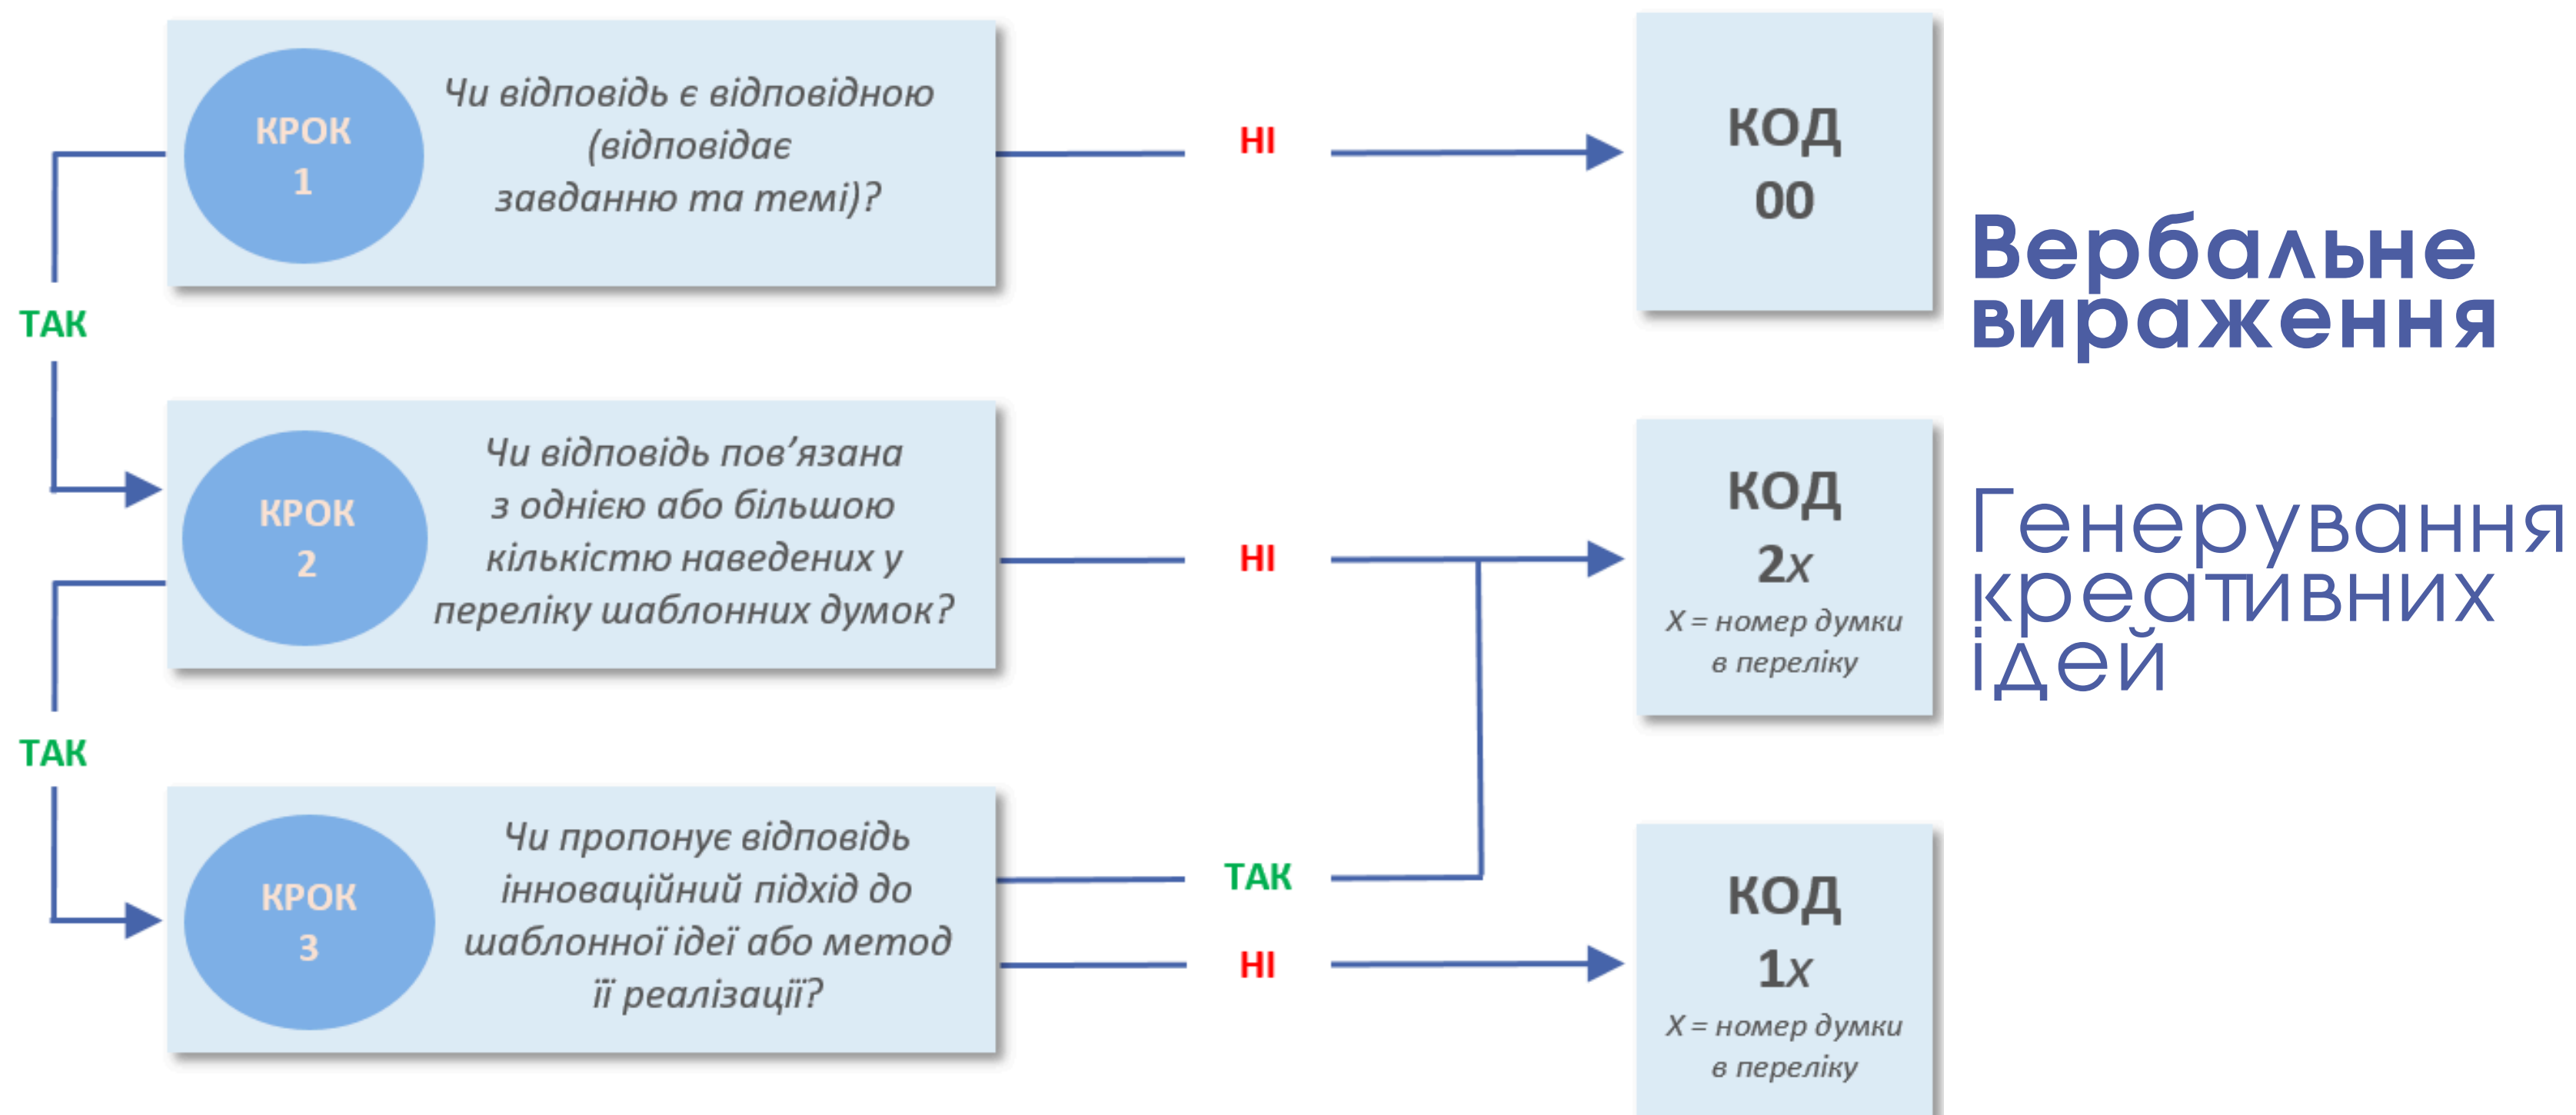 КРОК
1
Чи відповідь є відповідною
(відповідає
завданню та темі)?
НІ
КОД
00
ТАК
КРОК
2
Чи відповідь пов’язана
з однією або більшою
кількістю наведених у
переліку шаблонних думок?
НІ
КОД
2x
X = номер думки
в переліку
ТАК
КРОК
3
Чи пропонує відповідь
інноваційний підхід до
шаблонної ідеї або метод
її реалізації?
ТАК
НІ
КОД
1x
X = номер думки
в переліку
Вербальне
вираження
Генерування
креативних
ідей